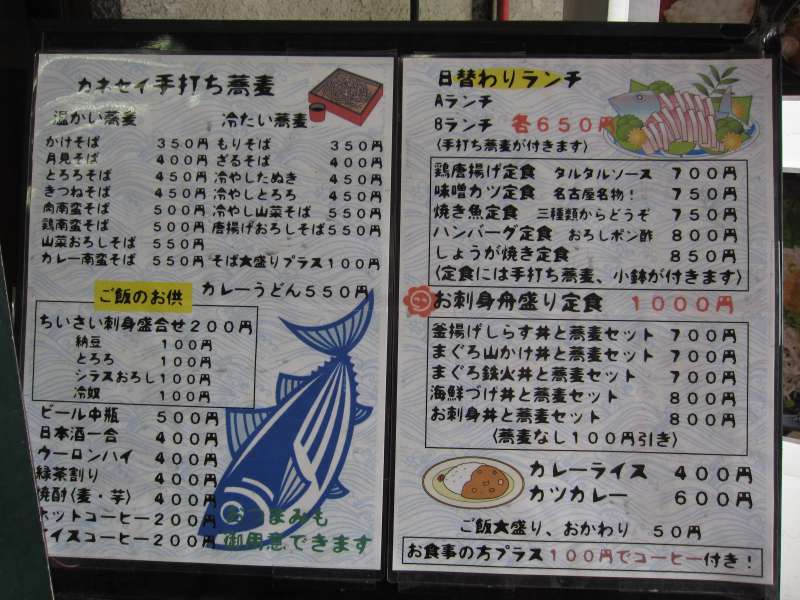 カネセイ手打ち蕎麦
温かい蕎麦
かけそば 350円
月見そば 400円
とろろそば 450円
きつねそば 450円
肉南蛮そば 500円
鶏南蛮そば 500円
山菜おろしそば 550円
カレー南蛮そば 550円
冷たい蕎麦
もりそば 350円
ざるそば 400円
冷やしたぬき 450円
冷やしとろろ 450円
冷やし山菜そば 550円
唐揚げおろしそば 550円
そば大盛りプラス100円
カレーうどん550円
ご飯のお供
ちいさい刺身盛合せ200円
納豆 100円
とろろ 100円
シラスおろし100円
冷奴 100円
ビール中瓶 500円
日本酒一合 400円
ウーロンハイ 400円
緑茶割り 400円
焼酎(麦・芋) 400円
ホットコーヒー200円
アイスコーヒー200円
おつまみも
御用意できます
日替わりランチ
Aランチ
Bランチ 各650円
(手打ち蕎麦が付きます)
鶏唐揚げ定食 タルタルソース 700円
味噌カツ定食 名古屋名物! 750円
焼き魚定食 三種類からどうぞ 750円
ハンバーグ定食 おろしポン酢 800円
しょうが焼き定食 850円
(定食には手打ち蕎麦、小鉢が付きます)
お刺身舟盛り定食 1000円
釜揚げしらす丼と蕎麦セット 700円
まぐろ山かけ丼と蕎麦セット 700円
まぐろ鉄火丼と蕎麦セット 700円
海鮮づけ丼と蕎麦セット 800円
お刺身丼と蕎麦セット 800円
(蕎麦なし100円引き)
カレーライス 400円
カツカレー 600円
ご飯大盛り、おかわり 50円
お食事の方プラス100円でコーヒー付き!